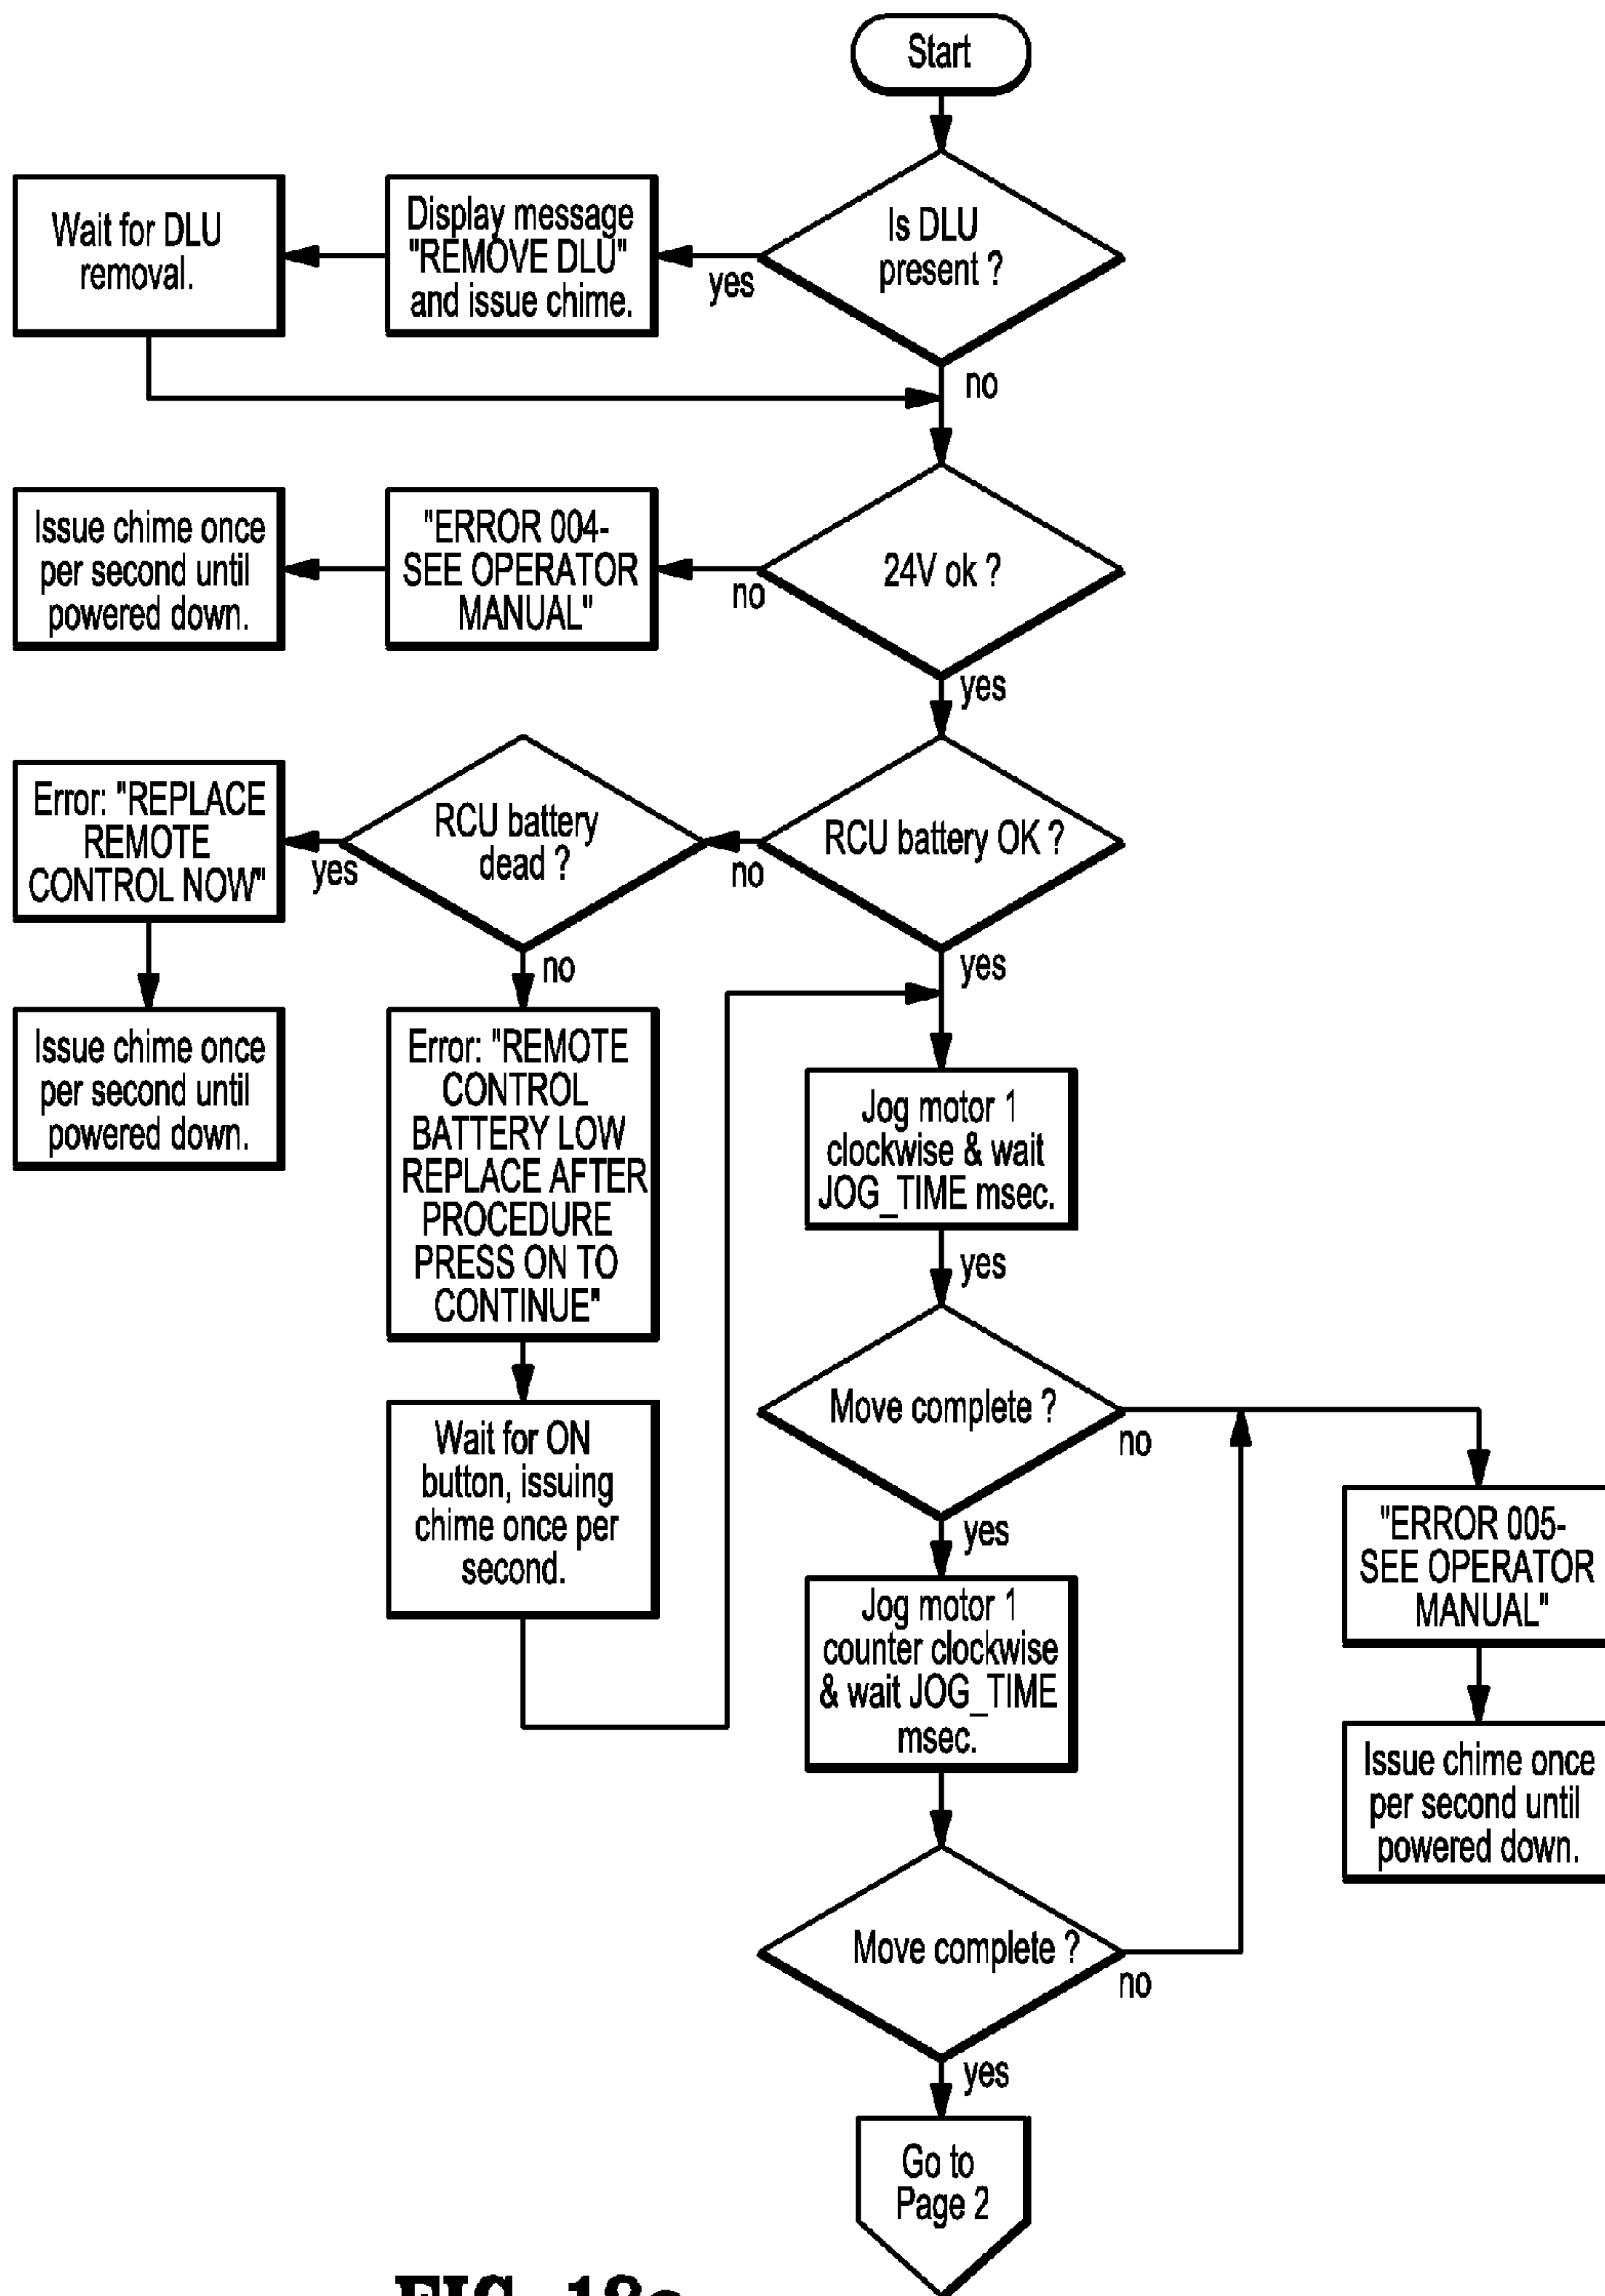 Start
Is DLU
present ?
yes
no
Display message
"REMOVE DLU"
and issue chime.
Wait for DLU
removal.
24V ok ?
no
yes
"ERROR 004-
SEE OPERATOR
MANUAL"
Issue chime once
per second until
powered down.
RCU battery OK ?
no
yes
RCU battery
dead ?
yes
no
Error: "REPLACE
REMOTE
CONTROL NOW"
Issue chime once
per second until
powered down.
Error: "REMOTE
CONTROL
BATTERY LOW
REPLACE AFTER
PROCEDURE
PRESS ON TO
CONTINUE"
Wait for ON
button, issuing
chime once per
second.
Jog motor 1
clockwise & wait
JOG_TIME msec.
yes
Move complete ?
no
yes
"ERROR 005-
SEE OPERATOR
MANUAL"
Issue chime once
per second until
powered down.
Jog motor 1
counter clockwise
& wait JOG_TIME
msec.
Move complete ?
no
yes
Go to
Page 2